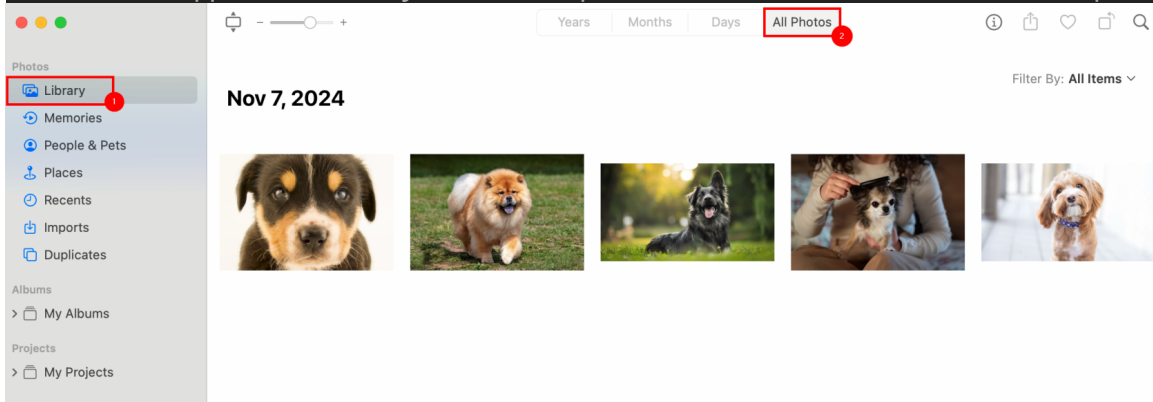 - +
Years Months Days All Photos
2
Photos
Library
1
Memories
People & Pets
Places
Recents
Imports
Duplicates
Albums
> My Albums
Projects
> My Projects
Filter By: All Items
Nov 7, 2024